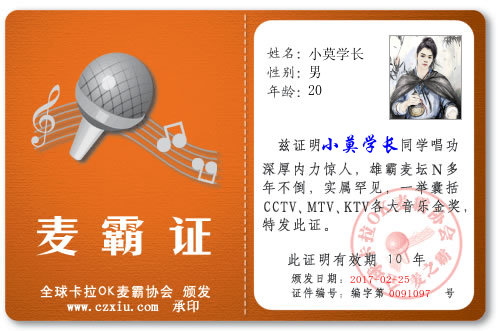 麦霸证
全球卡拉OK麦霸协会 颁发
www.czxiu.com 承印
姓名：小莫学长
性别：男
年龄：20
兹证明小莫学长同学唱功
深厚内力惊人，雄霸麦坛N多
年不倒，实属罕见，一举囊括
CCTV、MTV、KTV各大音乐金奖，
特发此证。
此证明有效期 10 年
颁发日期：2017-02-25
证件编号：编字第 0091097 号